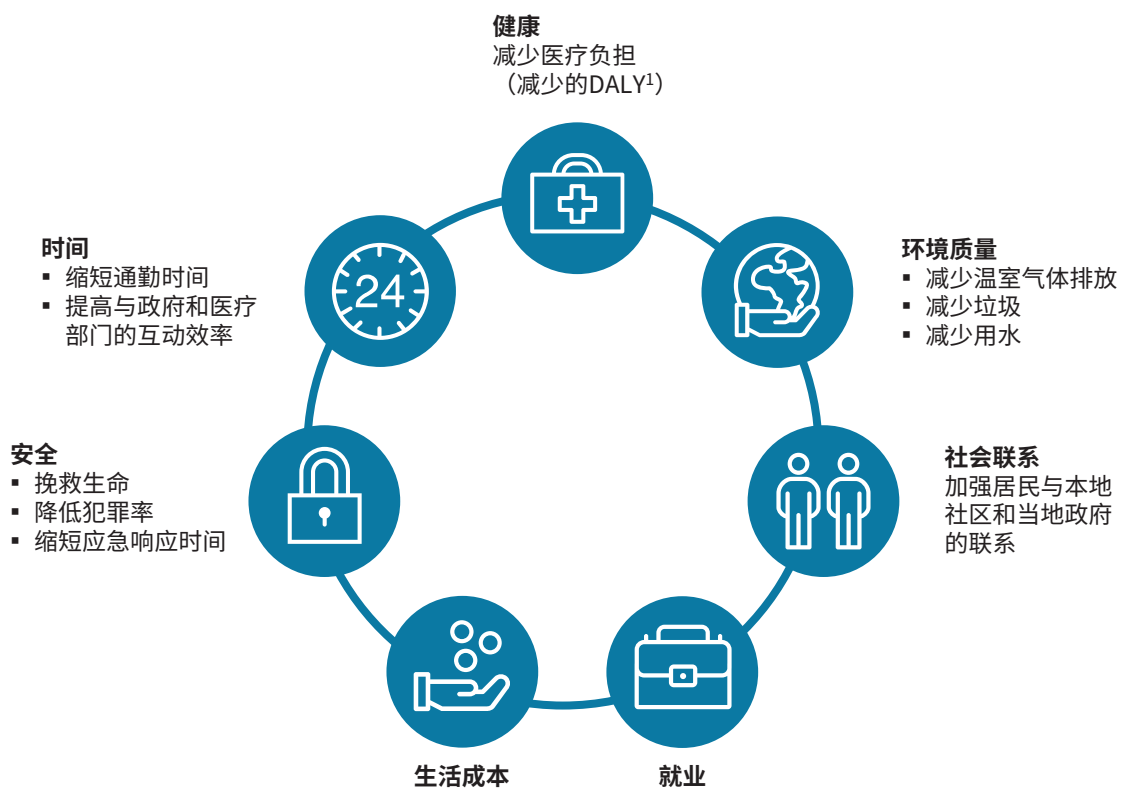 健康
减少医疗负担
（减少的DALY¹）
时间
▪ 缩短通勤时间
▪ 提高与政府和医疗
部门的互动效率
24
环境质量
▪ 减少温室气体排放
▪ 减少垃圾
▪ 减少用水
安全
▪ 挽救生命
▪ 降低犯罪率
▪ 缩短应急响应时间
社会联系
加强居民与本地
社区和当地政府
的联系
生活成本
就业